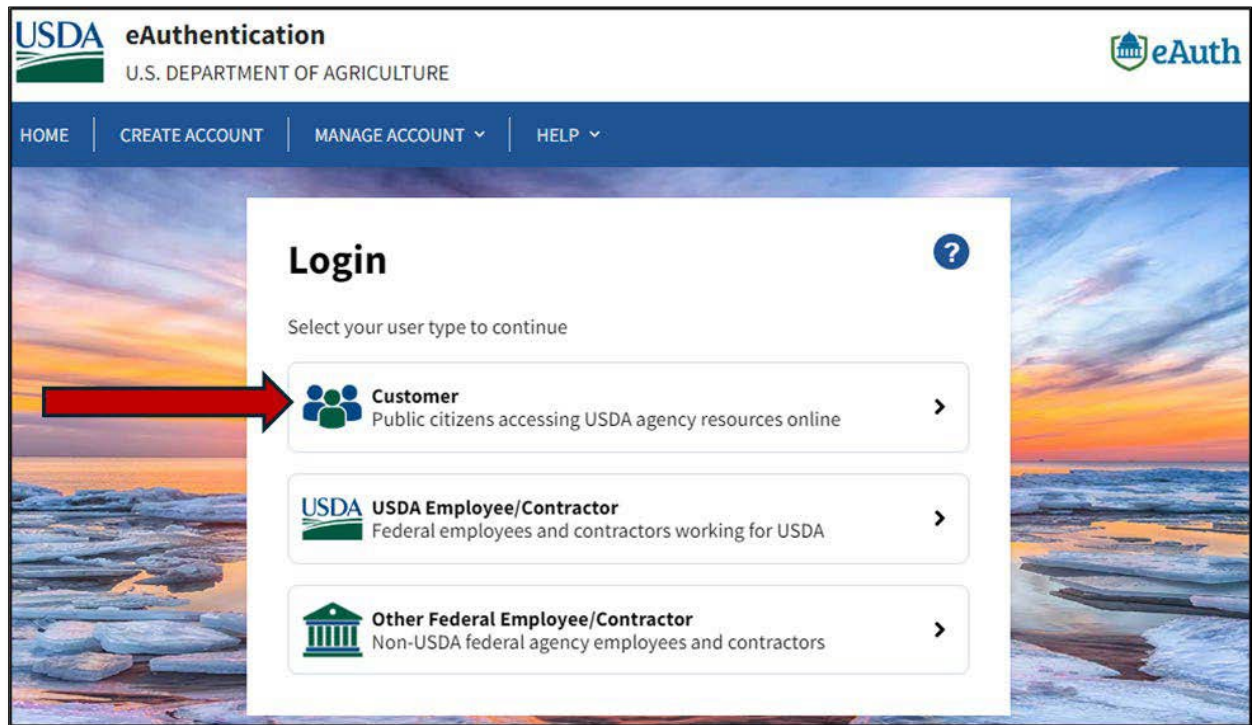 USDA
eAuthentication
U.S. DEPARTMENT OF AGRICULTURE
eAuth
HOME
CREATE ACCOUNT
MANAGE ACCOUNT
HELP
Login
?
Select your user type to continue
Customer
Public citizens accessing USDA agency resources online
USDA
USDA Employee/Contractor
Federal employees and contractors working for USDA
Other Federal Employee/Contractor
Non-USDA federal agency employees and contractors